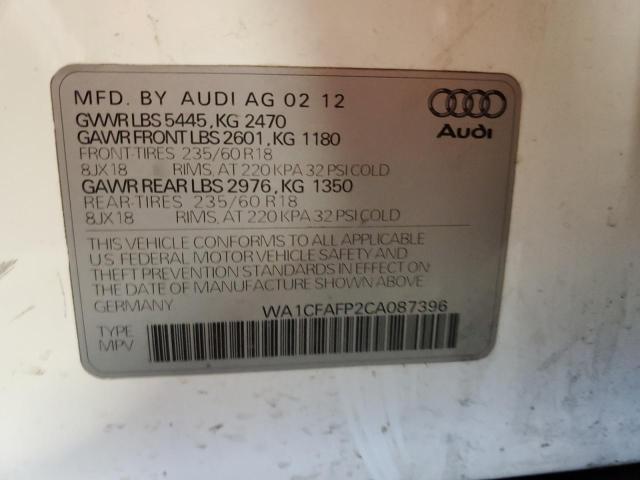 MFD. BY AUDI AG 02 12
GVWR LBS 5445, KG 2470
GAWR FRONT LBS 2601, KG 1180
FRONT-TIRES 235/60 R18
8JX18 RIMS, AT 220 KPA 32 PSI COLD
GAWR REAR LBS 2976, KG 1350
REAR-TIRES 235/60 R18
8JX18 RIMS, AT 220 KPA 32 PSI COLD
Audi
THIS VEHICLE CONFORMS TO ALL APPLICABLE
U.S. FEDERAL MOTOR VEHICLE SAFETY AND
THEFT PREVENTION STANDARDS IN EFFECT ON
THE DATE OF MANUFACTURE SHOWN ABOVE.
GERMANY WA1CFAFP2CA087396
TYPE
MPV